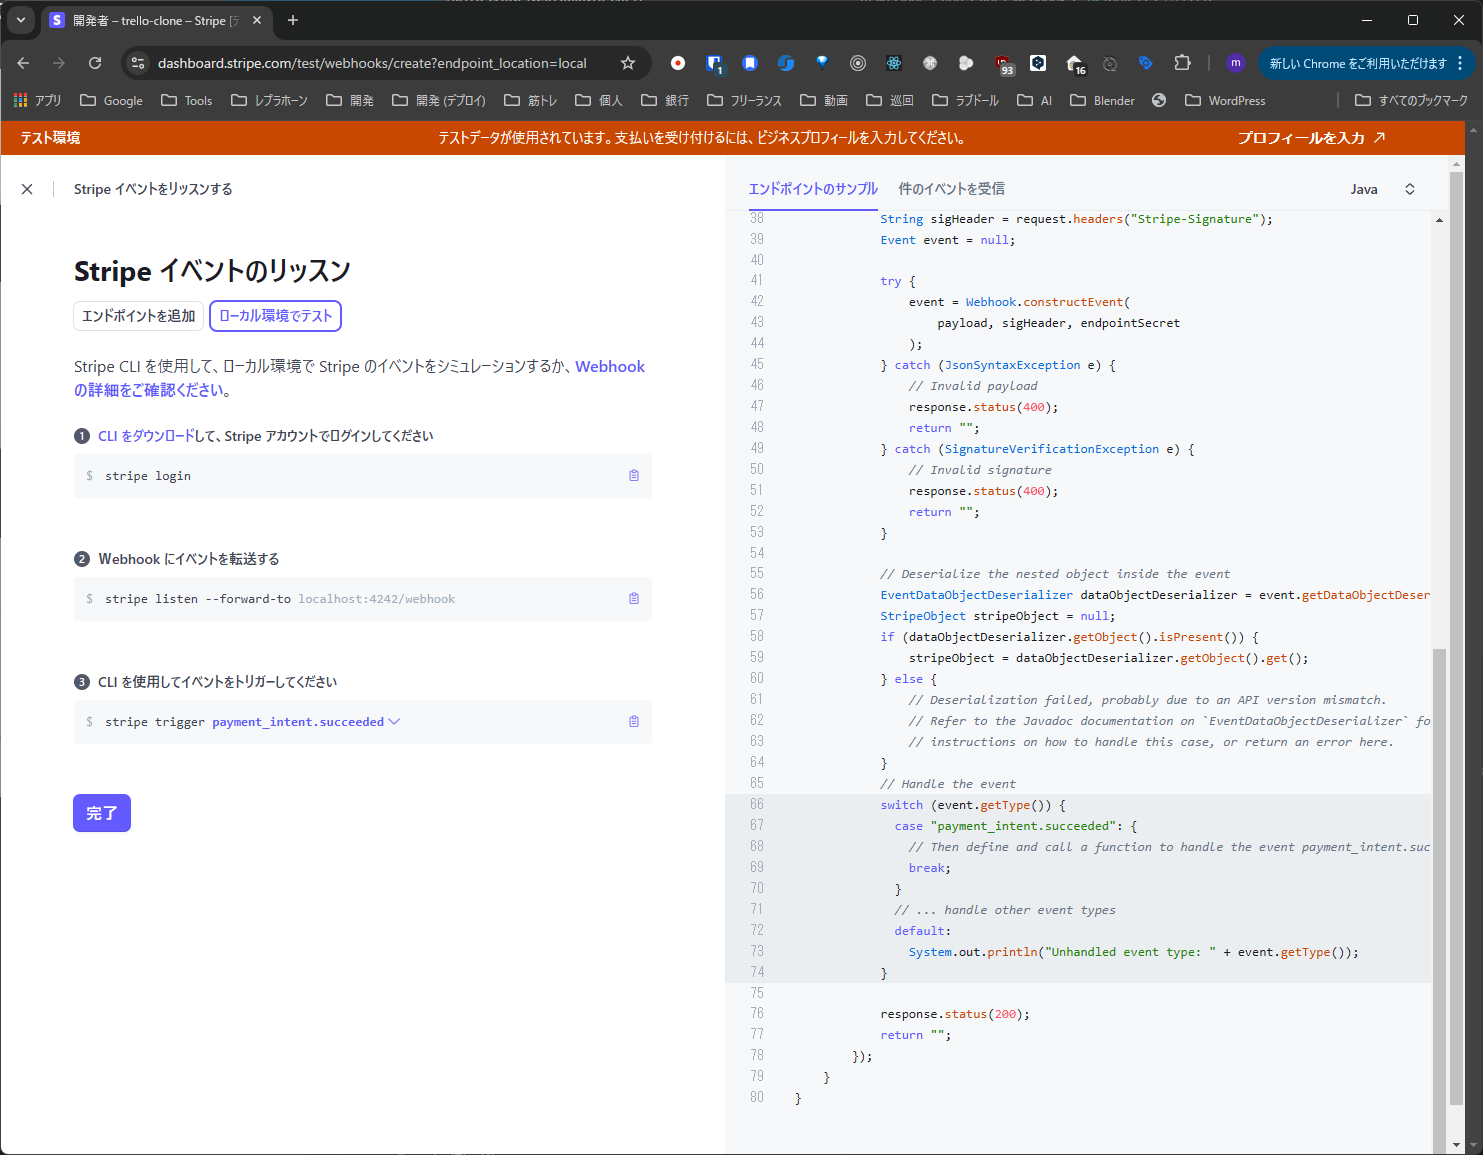 開発者 – trello-clone – Stripe [テ
dashboard.stripe.com/test/webhooks/create?endpoint_location=local
1
93
16
m
新しい Chrome をご利用いただけます
アプリ
Google
Tools
レプラホーン
開発
開発 (デプロイ)
筋トレ
個人
銀行
フリーランス
動画
巡回
ラブドール
AI
Blender
WordPress
すべてのブックマーク
テスト環境
テストデータが使用されています。支払いを受け付けるには、ビジネスプロフィールを入力してください。
プロフィールを入力
Stripe イベントをリッスンする
Stripe イベントのリッスン
エンドポイントを追加
ローカル環境でテスト
Stripe CLI を使用して、ローカル環境で Stripe のイベントをシミュレーションするか、Webhook
の詳細をご確認ください。
1 CLI をダウンロードして、Stripe アカウントでログインしてください
$ stripe login
2 Webhook にイベントを転送する
$ stripe listen --forward-to localhost:4242/webhook
3 CLI を使用してイベントをトリガーしてください
$ stripe trigger payment_intent.succeeded
完了
エンドポイントのサンプル
件のイベントを受信
Java
38 String sigHeader = request.headers("Stripe-Signature");
39 Event event = null;
40
41 try {
42 event = Webhook.constructEvent(
43 payload, sigHeader, endpointSecret
44 );
45 } catch (JsonSyntaxException e) {
46 // Invalid payload
47 response.status(400);
48 return "";
49 } catch (SignatureVerificationException e) {
50 // Invalid signature
51 response.status(400);
52 return "";
53 }
54
55 // Deserialize the nested object inside the event
56 EventDataObjectDeserializer dataObjectDeserializer = event.getDataObjectDeser
57 StripeObject stripeObject = null;
58 if (dataObjectDeserializer.getObject().isPresent()) {
59 stripeObject = dataObjectDeserializer.getObject().get();
60 } else {
61 // Deserialization failed, probably due to an API version mismatch.
62 // Refer to the Javadoc documentation on `EventDataObjectDeserializer` fo
63 // instructions on how to handle this case, or return an error here.
64 }
65 // Handle the event
66 switch (event.getType()) {
67 case "payment_intent.succeeded": {
68 // Then define and call a function to handle the event payment_intent.suc
69 break;
70 }
71 // ... handle other event types
72 default:
73 System.out.println("Unhandled event type: " + event.getType());
74 }
75
76 response.status(200);
77 return "";
78 });
79 }
80 }